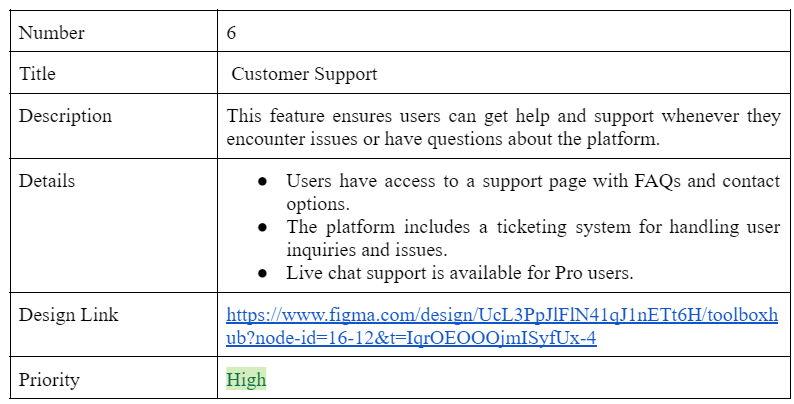 Number 6
Title Customer Support
Description This feature ensures users can get help and support whenever they
encounter issues or have questions about the platform.
Details ● Users have access to a support page with FAQs and contact
options.
● The platform includes a ticketing system for handling user
inquiries and issues.
● Live chat support is available for Pro users.
Design Link https://www.figma.com/design/UcL3PpJlFlN41qJ1nETt6H/toolboxh
ub?node-id=16-12&t=IqrOEOOOjmISyfUx-4
Priority High